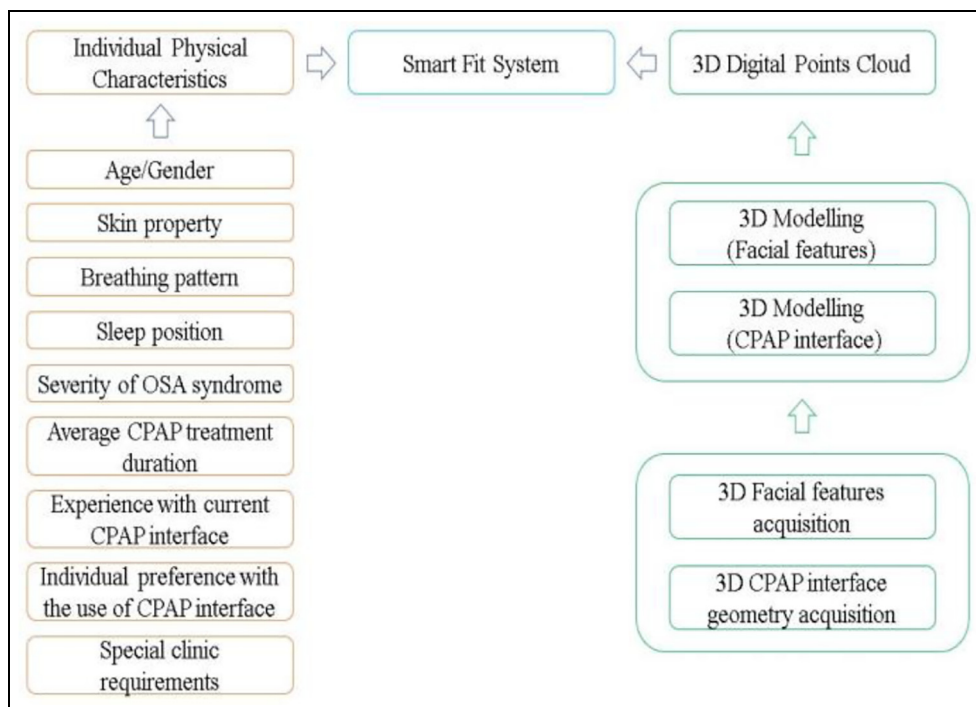 Individual Physical
Characteristics
Smart Fit System
3D Digital Points Cloud
Age/Gender
Skin property
Breathing pattern
Sleep position
Severity of OSA syndrome
Average CPAP treatment
duration
Experience with current
CPAP interface
Individual preference with
the use of CPAP interface
Special clinic
requirements
3D Modelling
(Facial features)
3D Modelling
(CPAP interface)
3D Facial features
acquisition
3D CPAP interface
geometry acquisition